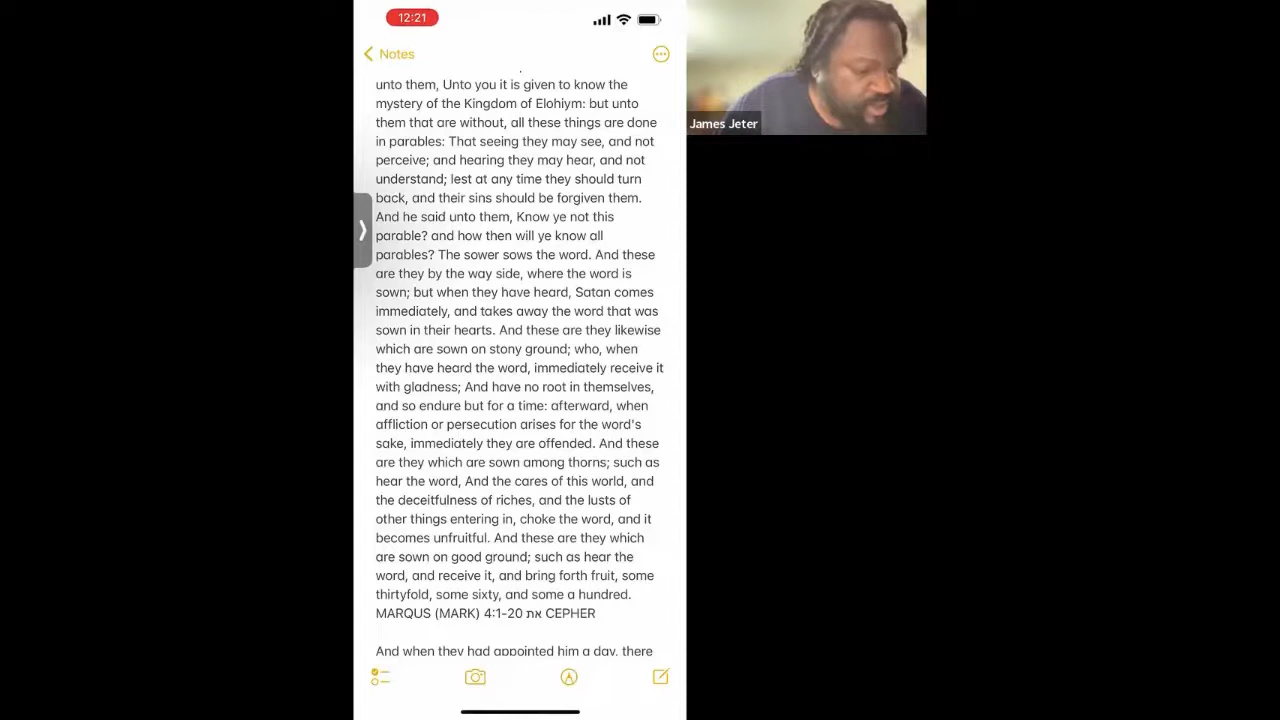 12:21
Notes
unto them, Unto you it is given to know the
mystery of the Kingdom of Elohiym: but unto
them that are without, all these things are done
in parables: That seeing they may see, and not
perceive; and hearing they may hear, and not
understand; lest at any time they should turn
back, and their sins should be forgiven them.
And he said unto them, Know ye not this
parable? and how then will ye know all
parables? The sower sows the word. And these
are they by the way side, where the word is
sown; but when they have heard, Satan comes
immediately, and takes away the word that was
sown in their hearts. And these are they likewise
which are sown on stony ground; who, when
they have heard the word, immediately receive it
with gladness; And have no root in themselves,
and so endure but for a time: afterward, when
affliction or persecution arises for the word's
sake, immediately they are offended. And these
are they which are sown among thorns; such as
hear the word, And the cares of this world, and
the deceitfulness of riches, and the lusts of
other things entering in, choke the word, and it
becomes unfruitful. And these are they which
are sown on good ground; such as hear the
word, and receive it, and bring forth fruit, some
thirtyfold, some sixty, and some a hundred.
MARQUS (MARK) 4:1-20 את CEPHER
And when they had appointed him a day, there
James Jeter